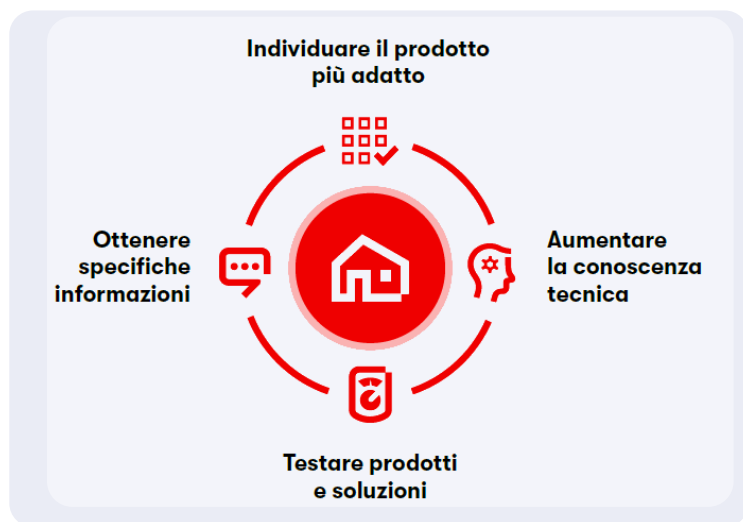 Individuare il prodotto
più adatto
Ottenere
specifiche
informazioni
Aumentare
la conoscenza
tecnica
Testare prodotti
e soluzioni